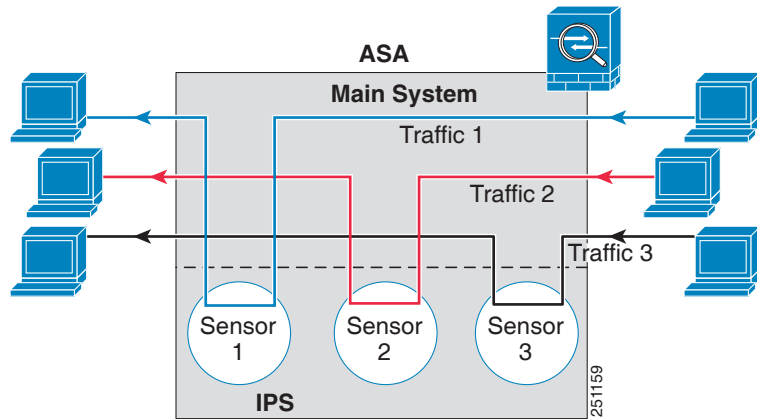 ASA
Main System
Traffic 1
Traffic 2
Traffic 3
Sensor
1
Sensor
2
Sensor
3
IPS
251159